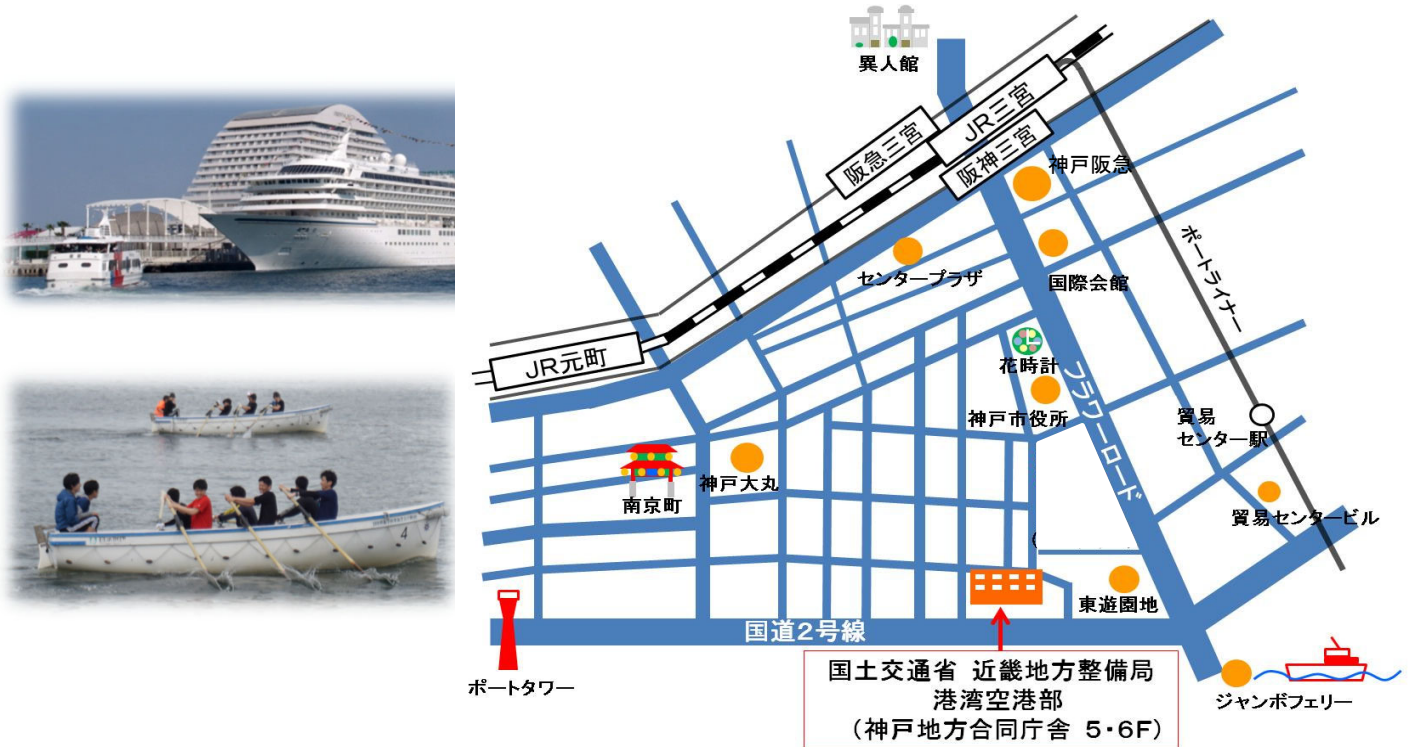 異人館
阪急三宮
JR三宮
阪神三宮
神戸阪急
センタープラザ
国際会館
ポートライナー
JR元町
花時計
神戸市役所
フラワーロード
貿易
センター駅
南京町
神戸大丸
貿易センタービル
東遊園地
国道2号線
ポートタワー
国土交通省 近畿地方整備局
港湾空港部
(神戸地方合同庁舎 5・6F)
ジャンボフェリー
4